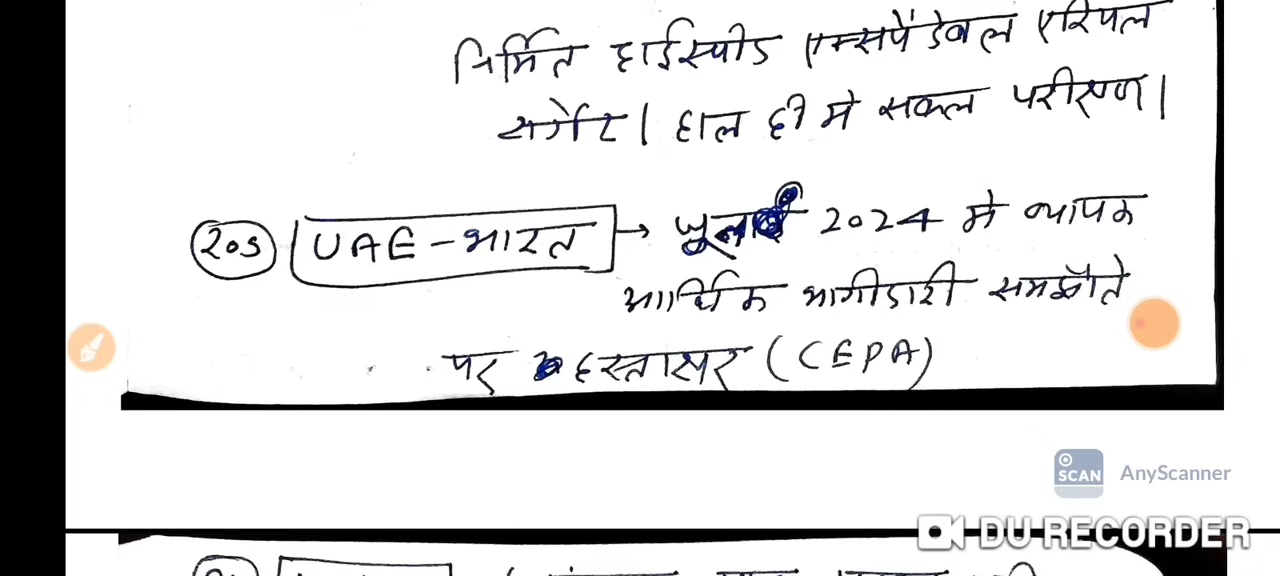 निर्मित हाईस्पीड एक्सपेंडेबल एरियल
टार्गेट। हाल ही मे सफल परीक्षण।
205 UAE - भारत → जुलाई 2024 मे व्यापक
आर्थिक भागीदारी समझौते
पर हस्ताक्षर (CEPA)
SCAN AnyScanner
DU RECORDER